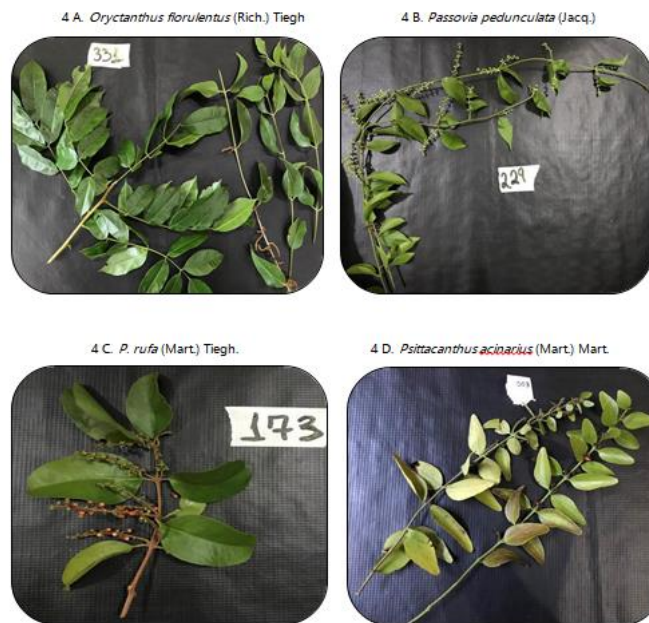 4 A. Oryctanthus florulentus (Rich.) Tiegh
4 B. Passovia pedunculata (Jacq.)
331
229
4 C. P. rufa (Mart.) Tiegh.
4 D. Psittacanthus acinarius (Mart.) Mart.
173